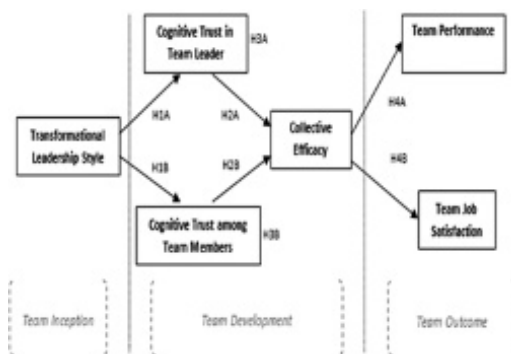 Cognitive Trust in
Team Leader
H3A
Team Performance
H1A
H2A
H4A
Transformational
Leadership Style
Collective
Efficacy
H1B
H2B
H4B
Cognitive Trust among
Team Members
H3B
Team Job
Satisfaction
Team Inception
Team Development
Team Outcome